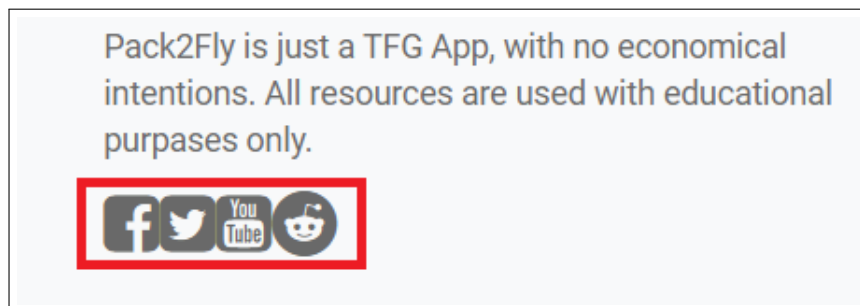 Pack2Fly is just a TFG App, with no economical
intentions. All resources are used with educational
purpases only.
You
Tube